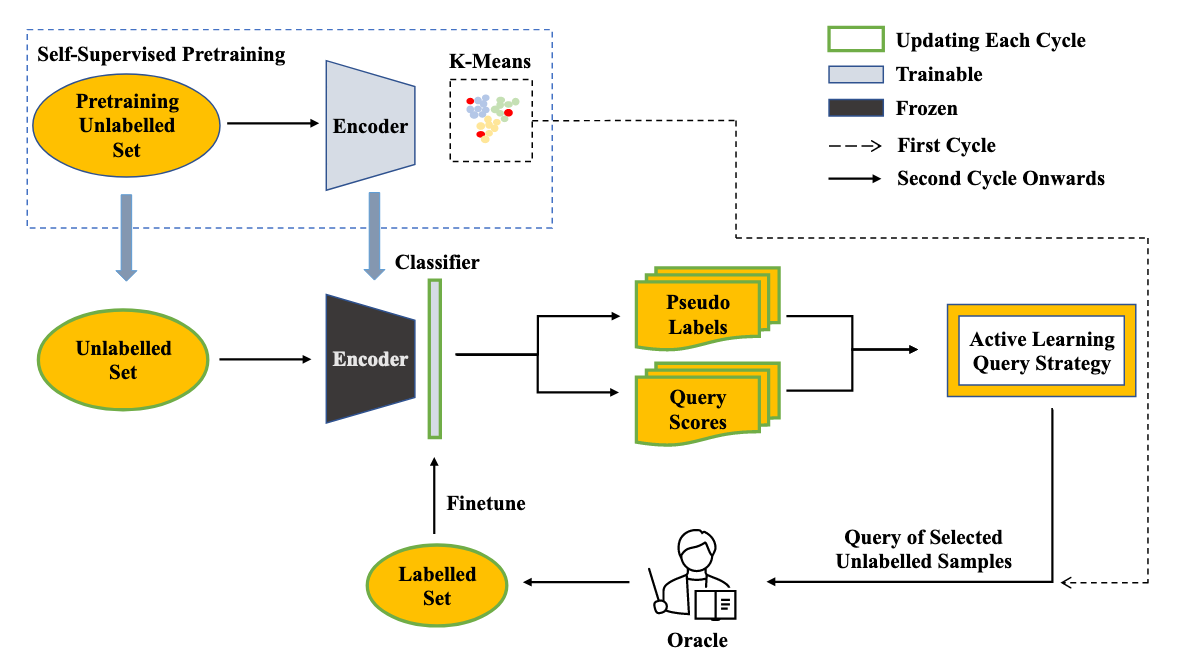 Self-Supervised Pretraining
Pretraining
Unlabelled
Set
Encoder
K-Means
Updating Each Cycle
Trainable
Frozen
First Cycle
Second Cycle Onwards
Classifier
Unlabelled
Set
Encoder
Pseudo
Labels
Query
Scores
Active Learning
Query Strategy
Finetune
Labelled
Set
Query of Selected
Unlabelled Samples
Oracle